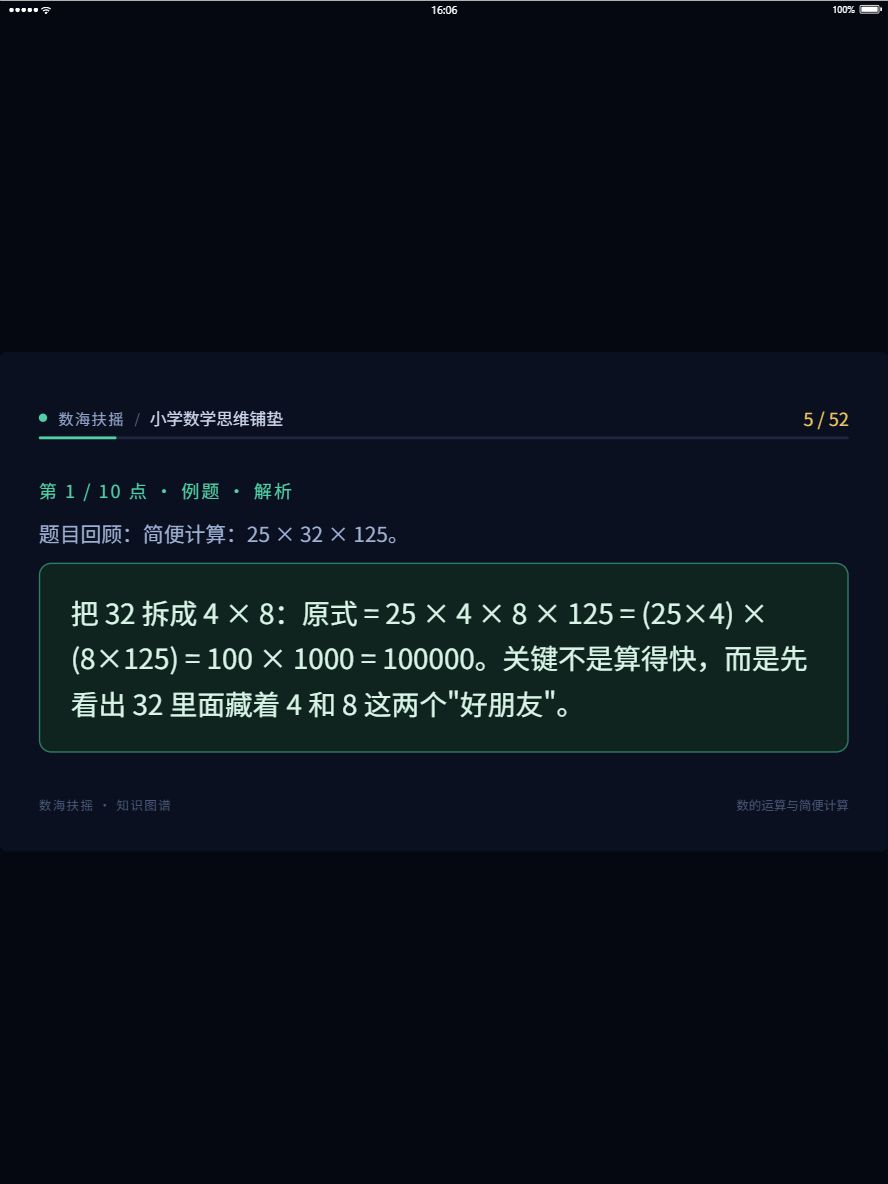 16:06
100%
数海扶摇 / 小学数学思维铺垫
5 / 52
第 1 / 10 点 · 例题 · 解析
题目回顾：简便计算：25 × 32 × 125。
把 32 拆成 4 × 8：原式 = 25 × 4 × 8 × 125 = (25×4) ×
(8×125) = 100 × 1000 = 100000。关键不是算得快，而是先
看出 32 里面藏着 4 和 8 这两个"好朋友"。
数海扶摇 · 知识图谱
数的运算与简便计算